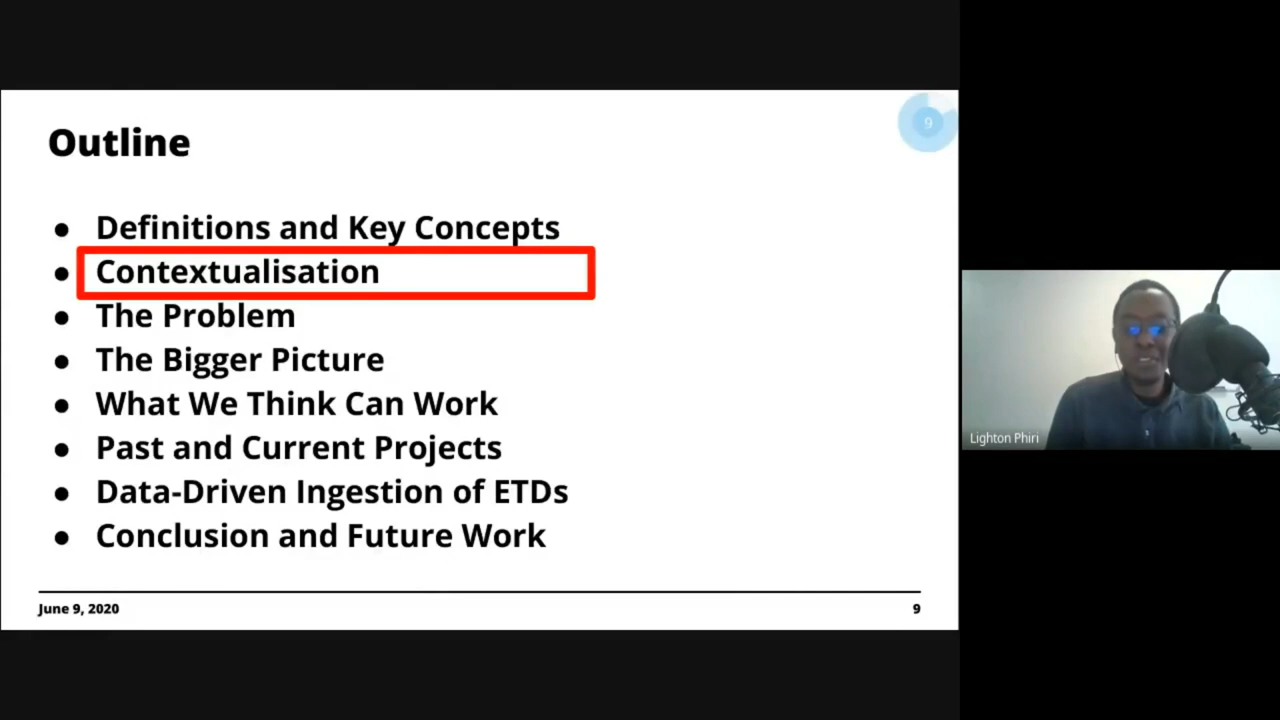 Outline
9
● Definitions and Key Concepts
● Contextualisation
● The Problem
● The Bigger Picture
● What We Think Can Work
● Past and Current Projects
● Data-Driven Ingestion of ETDs
● Conclusion and Future Work
June 9, 2020
9
Lighton Phiri